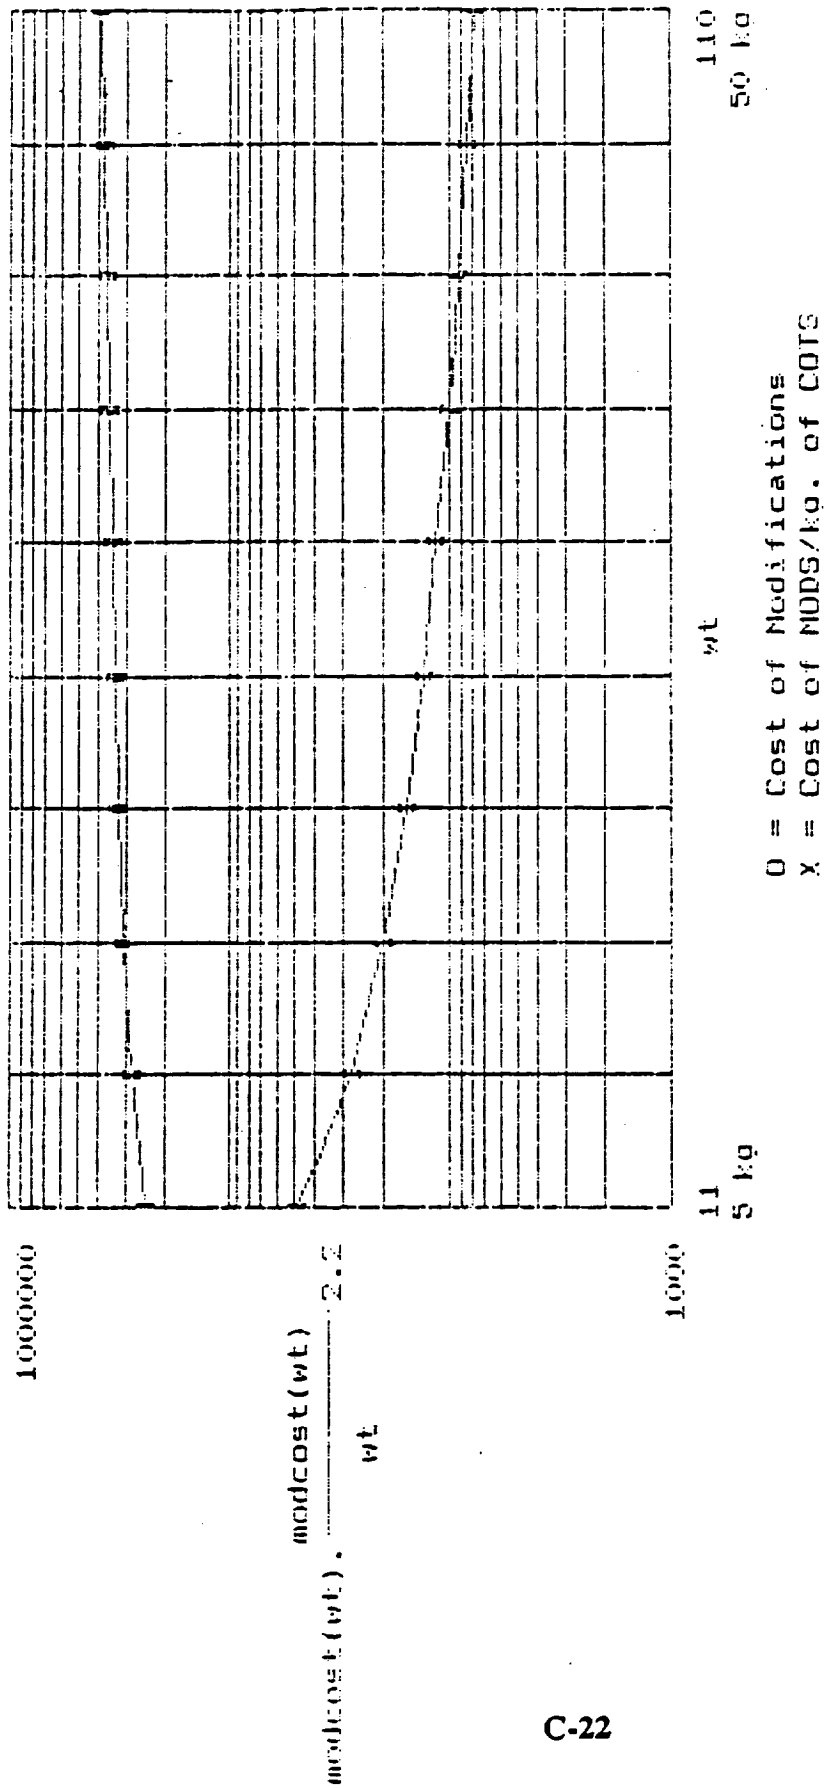 1000000
modcost(wt)
modcost(wt), 2.2
wt
1000
11 wt 110
5 kg 50 kg
O = Cost of Modifications
X = Cost of MODS/kg. of COTS
C-22